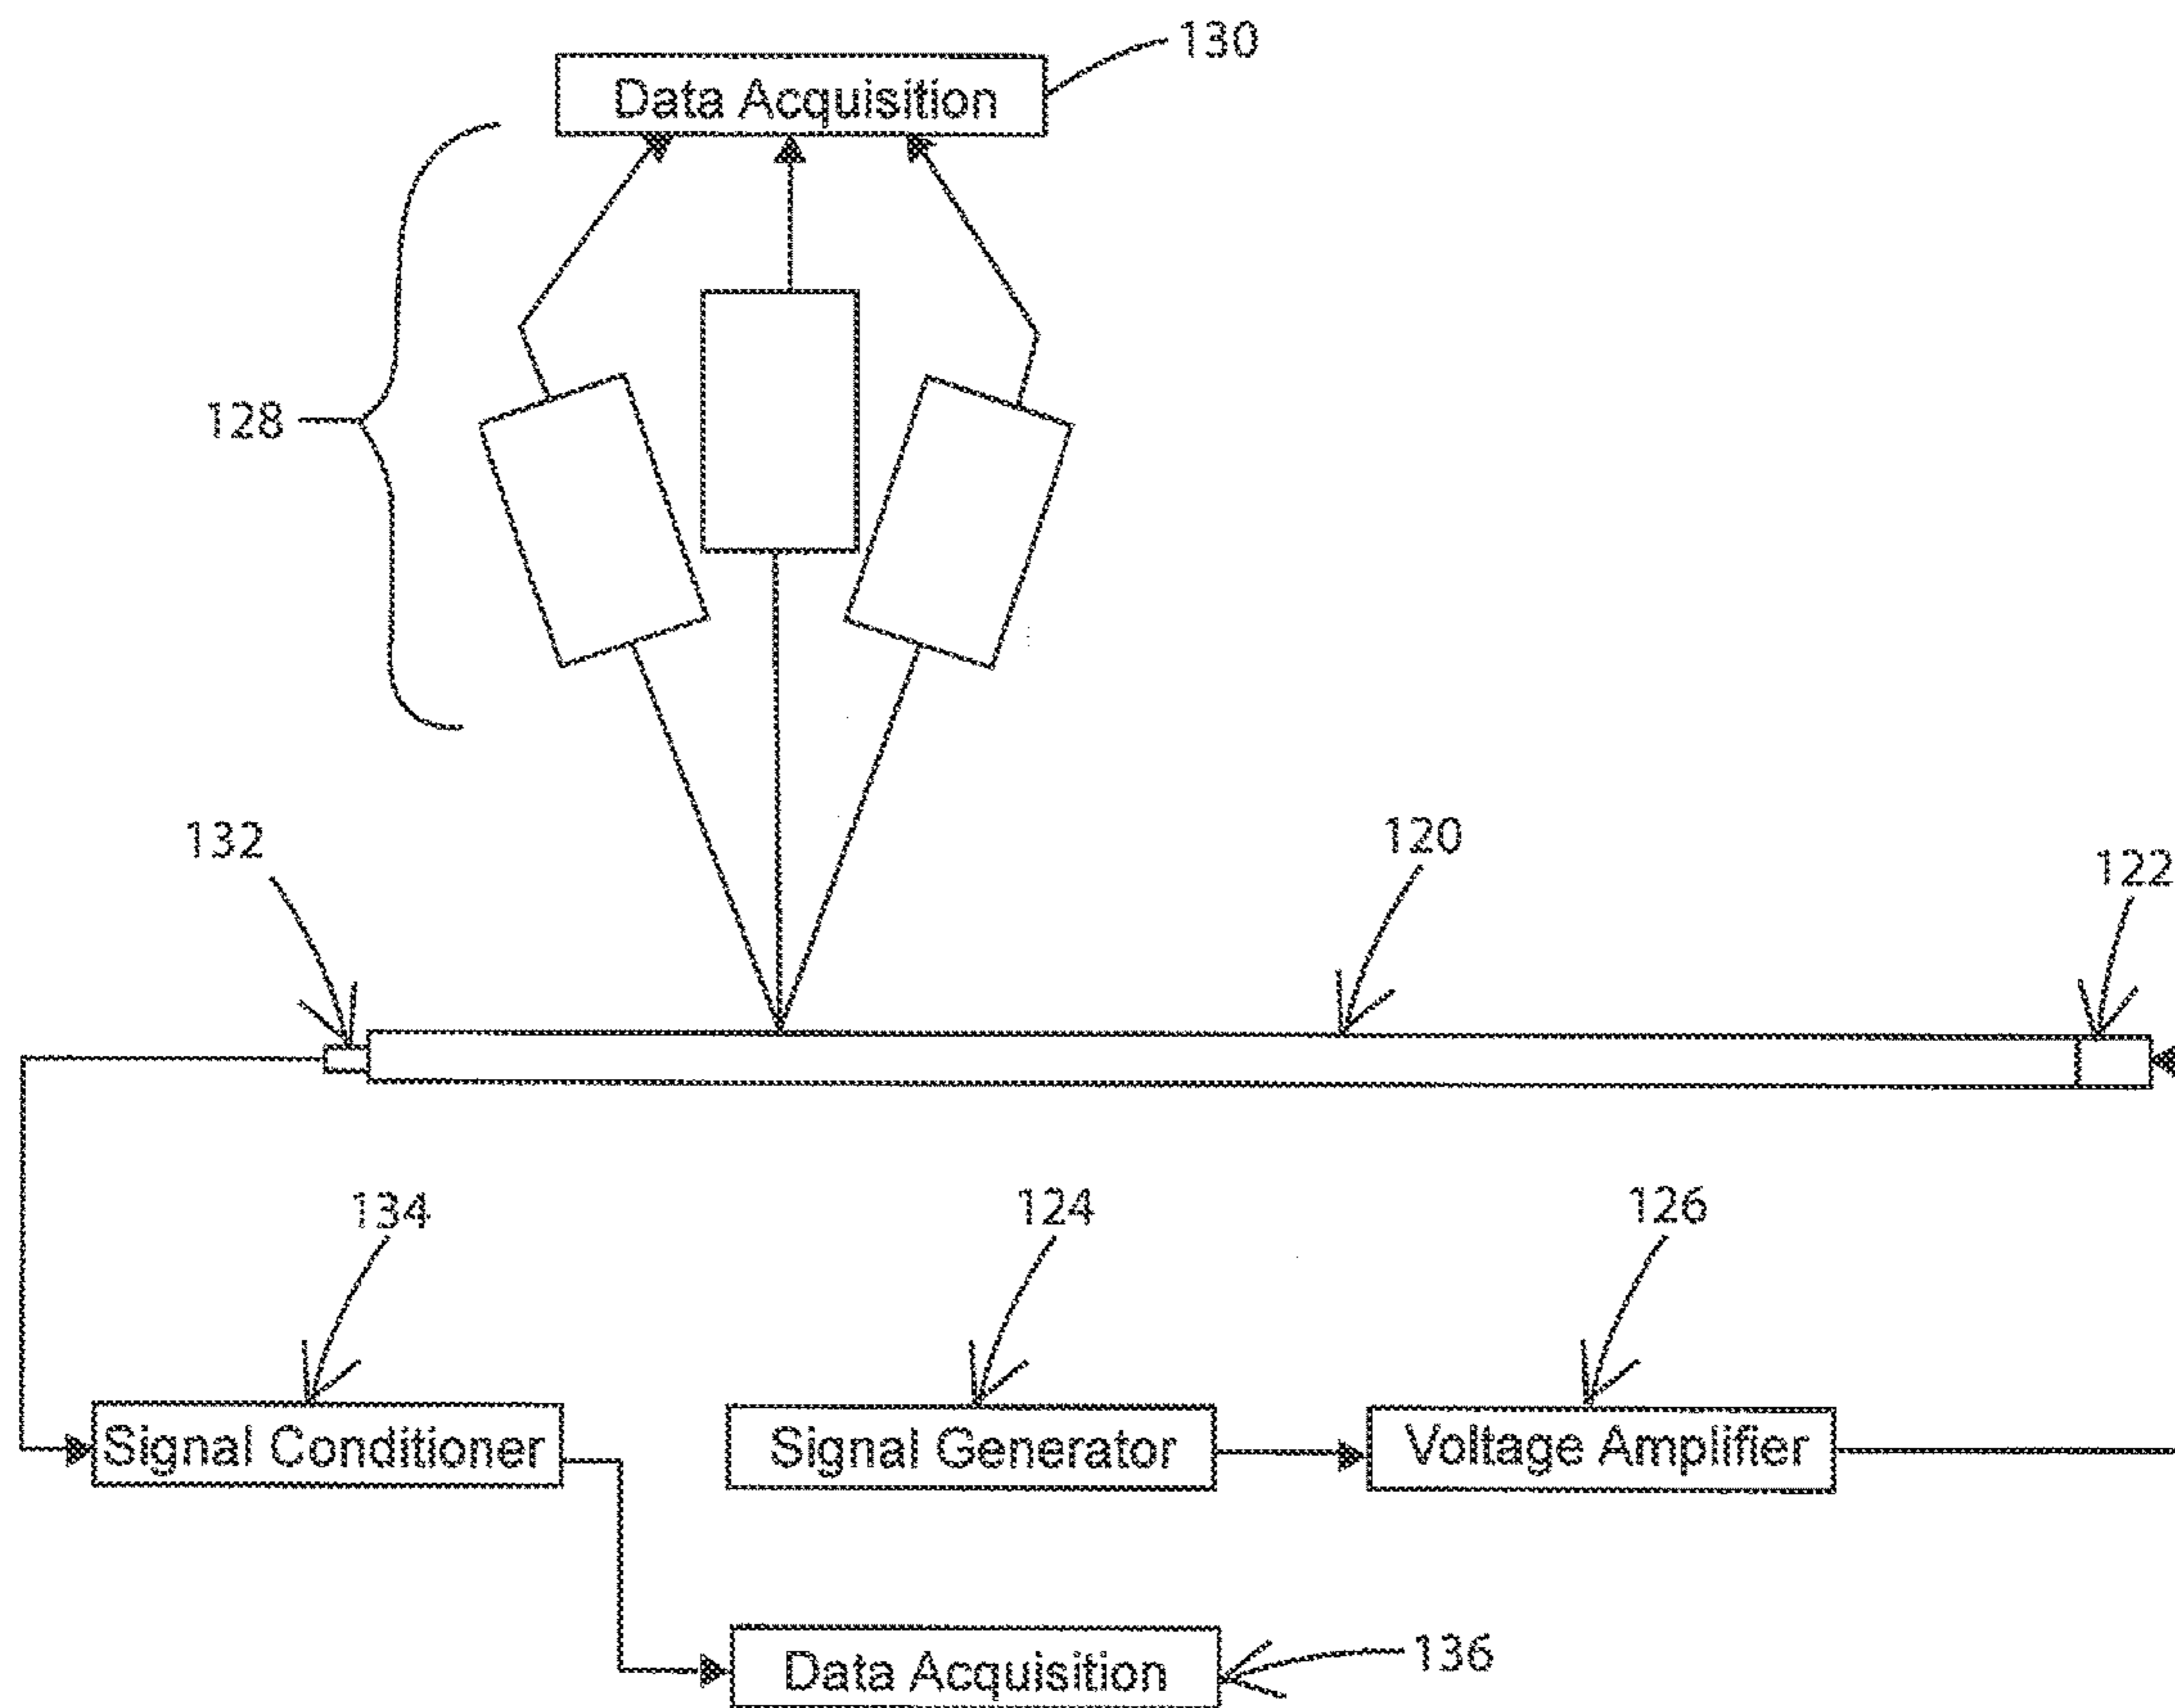 130
Data Acquisition
128
132
120
122
134
124
126
Signal Conditioner
Signal Generator
Voltage Amplifier
Data Acquisition
136